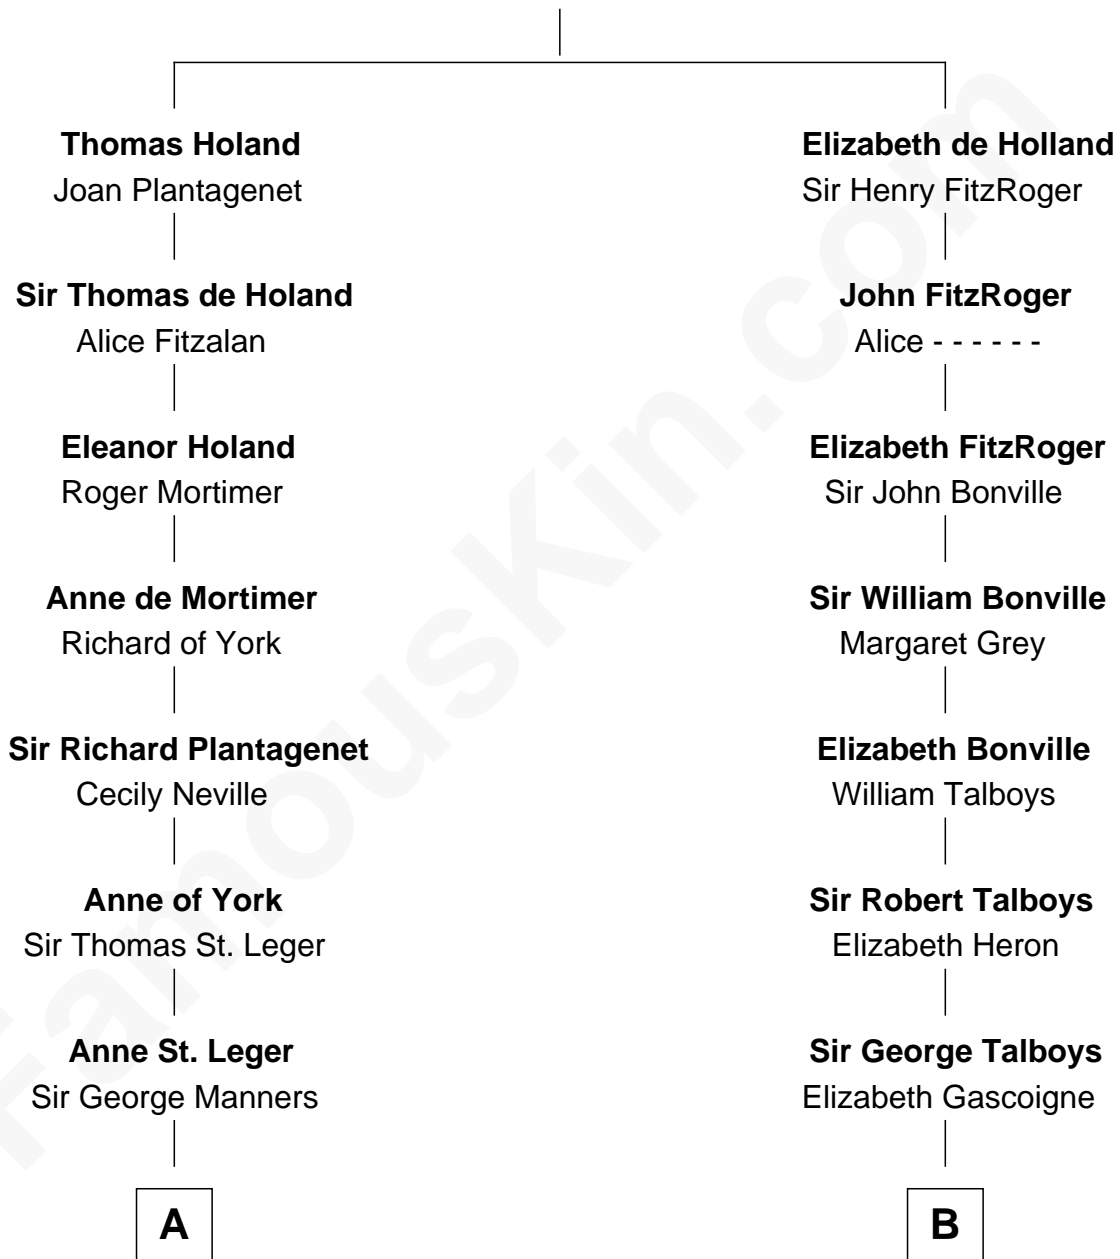 Thomas Holand
Joan Plantagenet
Sir Thomas de Holand
Alice Fitzalan
Eleanor Holand
Roger Mortimer
Anne de Mortimer
Richard of York
Sir Richard Plantagenet
Cecily Neville
Anne of York
Sir Thomas St. Leger
Anne St. Leger
Sir George Manners
A
Elizabeth de Holland
Sir Henry FitzRoger
John FitzRoger
Alice - - - - - -
Elizabeth FitzRoger
Sir John Bonville
Sir William Bonville
Margaret Grey
Elizabeth Bonville
William Talboys
Sir Robert Talboys
Elizabeth Heron
Sir George Talboys
Elizabeth Gascoigne
B
FamousKin.com